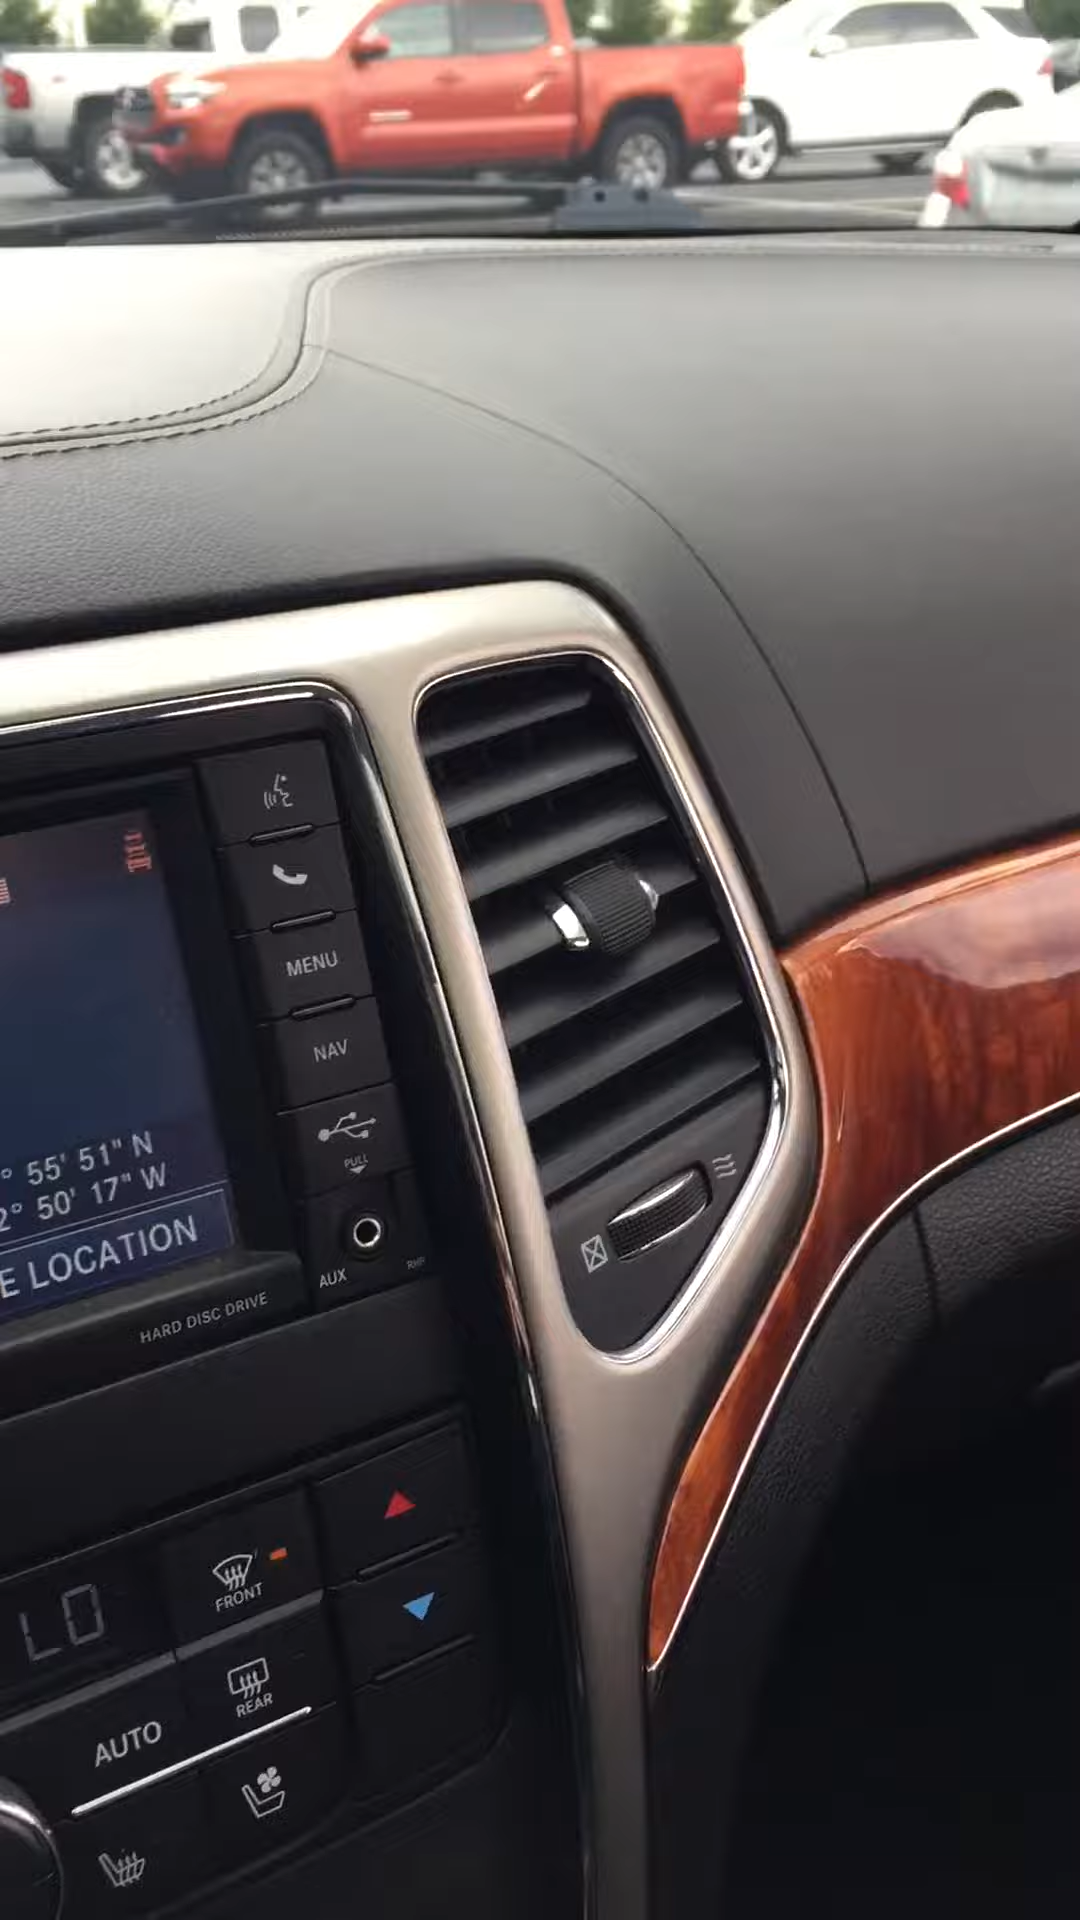 MENU
NAV
PULL
° 55' 51" N
2° 50' 17" W
E LOCATION
AUX
HARD DISC DRIVE
LO
FRONT
REAR
AUTO